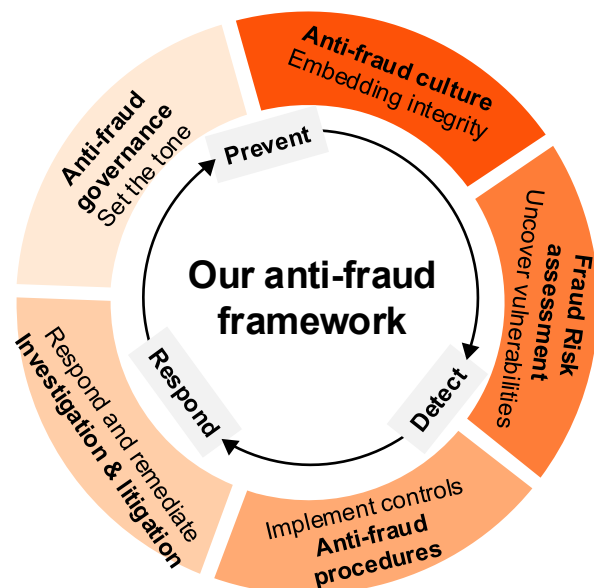 Anti-fraud culture
Embedding integrity
Fraud Risk
assessment
Uncover vulnerabilities
Implement controls
Anti-fraud
procedures
Respond and remediate
Investigation & litigation
Anti-fraud
governance
Set the tone
Prevent
Detect
Respond
Our anti-fraud
framework